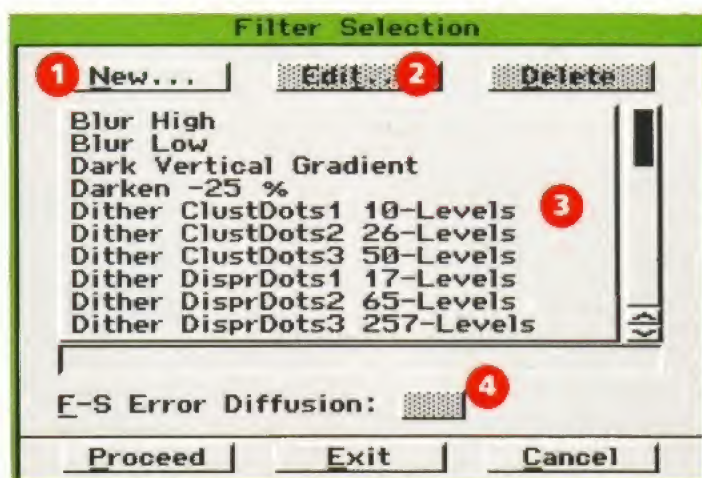 Filter Selection
1 New... Edit... 2 Delete
Blur High
Blur Low
Dark Vertical Gradient
Darken -25 %
Dither ClustDots1 10-Levels 3
Dither ClustDots2 26-Levels
Dither ClustDots3 50-Levels
Dither DisprDots1 17-Levels
Dither DisprDots2 65-Levels
Dither DisprDots3 257-Levels
F-S Error Diffusion: 4
Proceed Exit Cancel